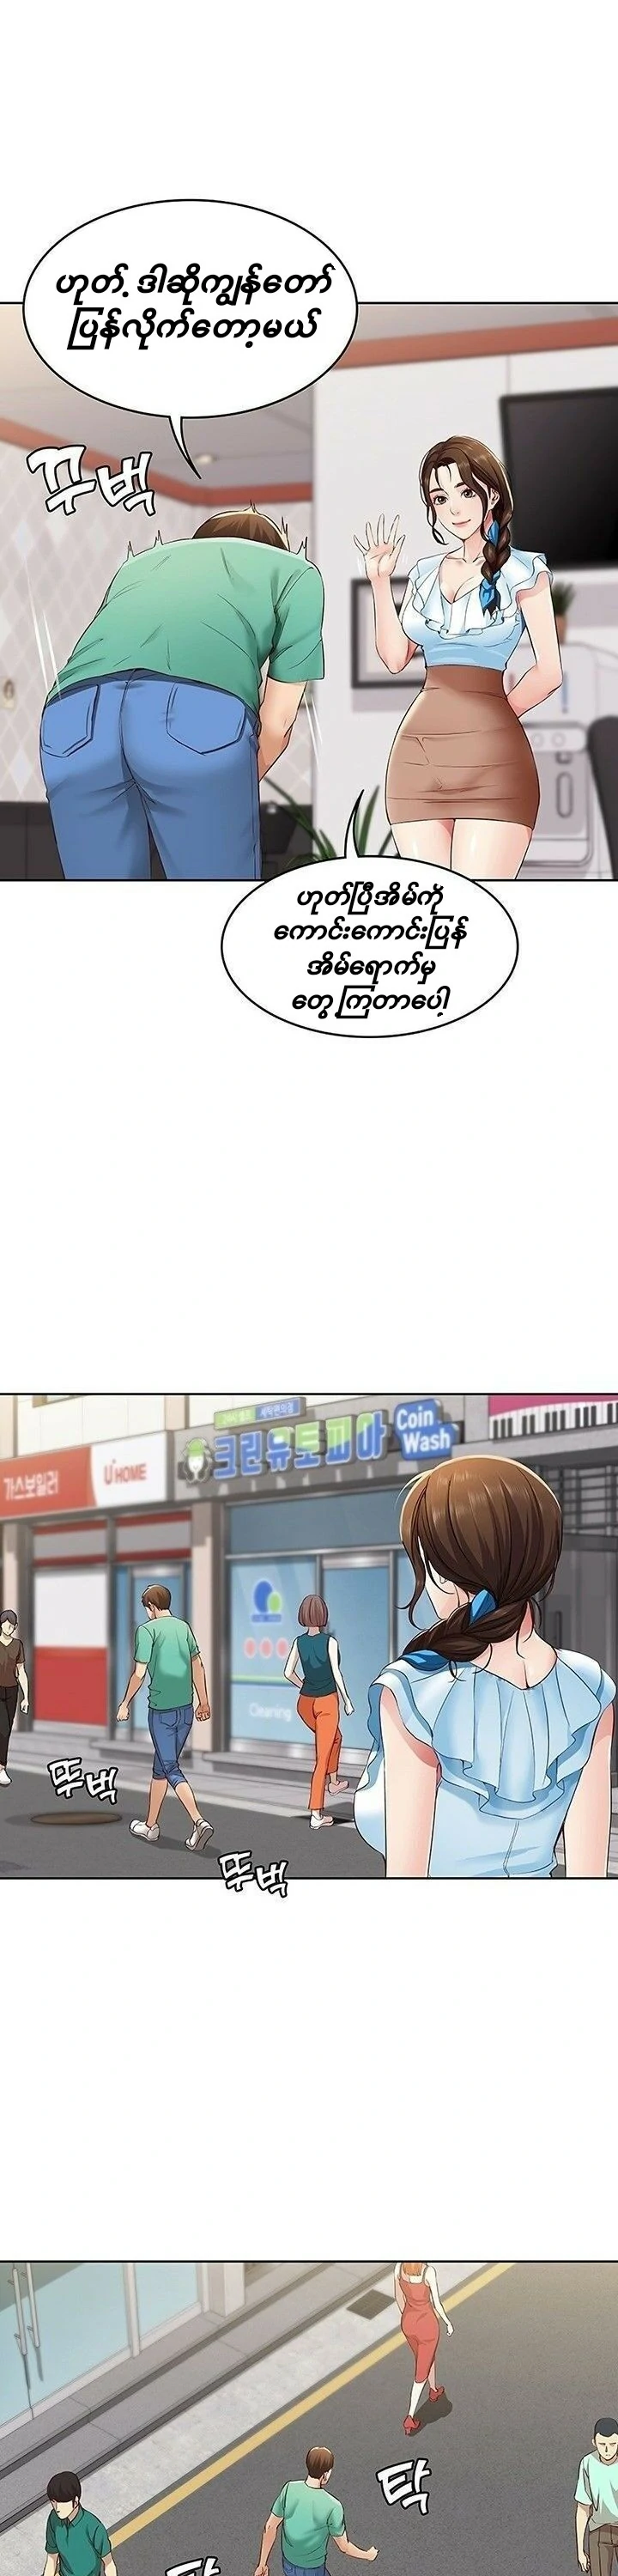 ဟုတ်. ဒါဆိုကျွန်တော်
ပြန်လိုက်တော့မယ်
꾸벅
ဟုတ်ပြီအိမ်ကို
ကောင်းကောင်းပြန်
အိမ်ရောက်မှ
တွေ့ကြတာပေါ့
크린유토피아
Coin
Wash
가스보일러
U HOME
Clearing
뚜벅
뚜벅
탁